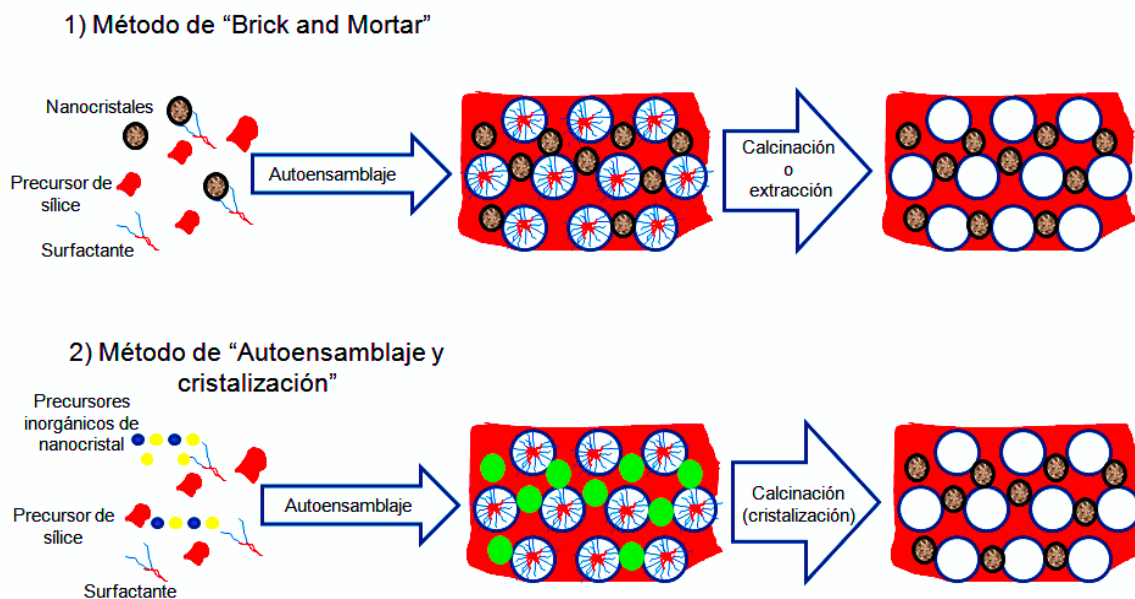 1) Método de “Brick and Mortar”
Nanocristales
Precursor de
sílice
Surfactante
Autoensamblaje
Calcinación
o
extracción
2) Método de “Autoensamblaje y
cristalización”
Precursores
inorgánicos de
nanocristal
Precursor de
sílice
Surfactante
Autoensamblaje
Calcinación
(cristalización)